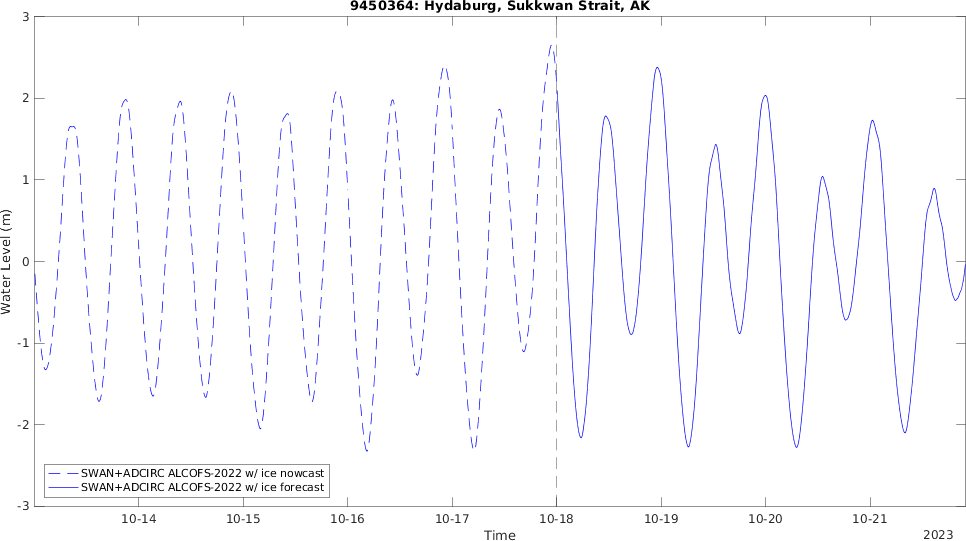 9450364: Hydaburg, Sukkwan Strait, AK
3
2
1
0
-1
-2
-3
Water Level (m)
SWAN+ADCIRC ALCOFS-2022 w/ ice nowcast
SWAN+ADCIRC ALCOFS-2022 w/ ice forecast
10-14 10-15 10-16 10-17 10-18 10-19 10-20 10-21
Time
2023